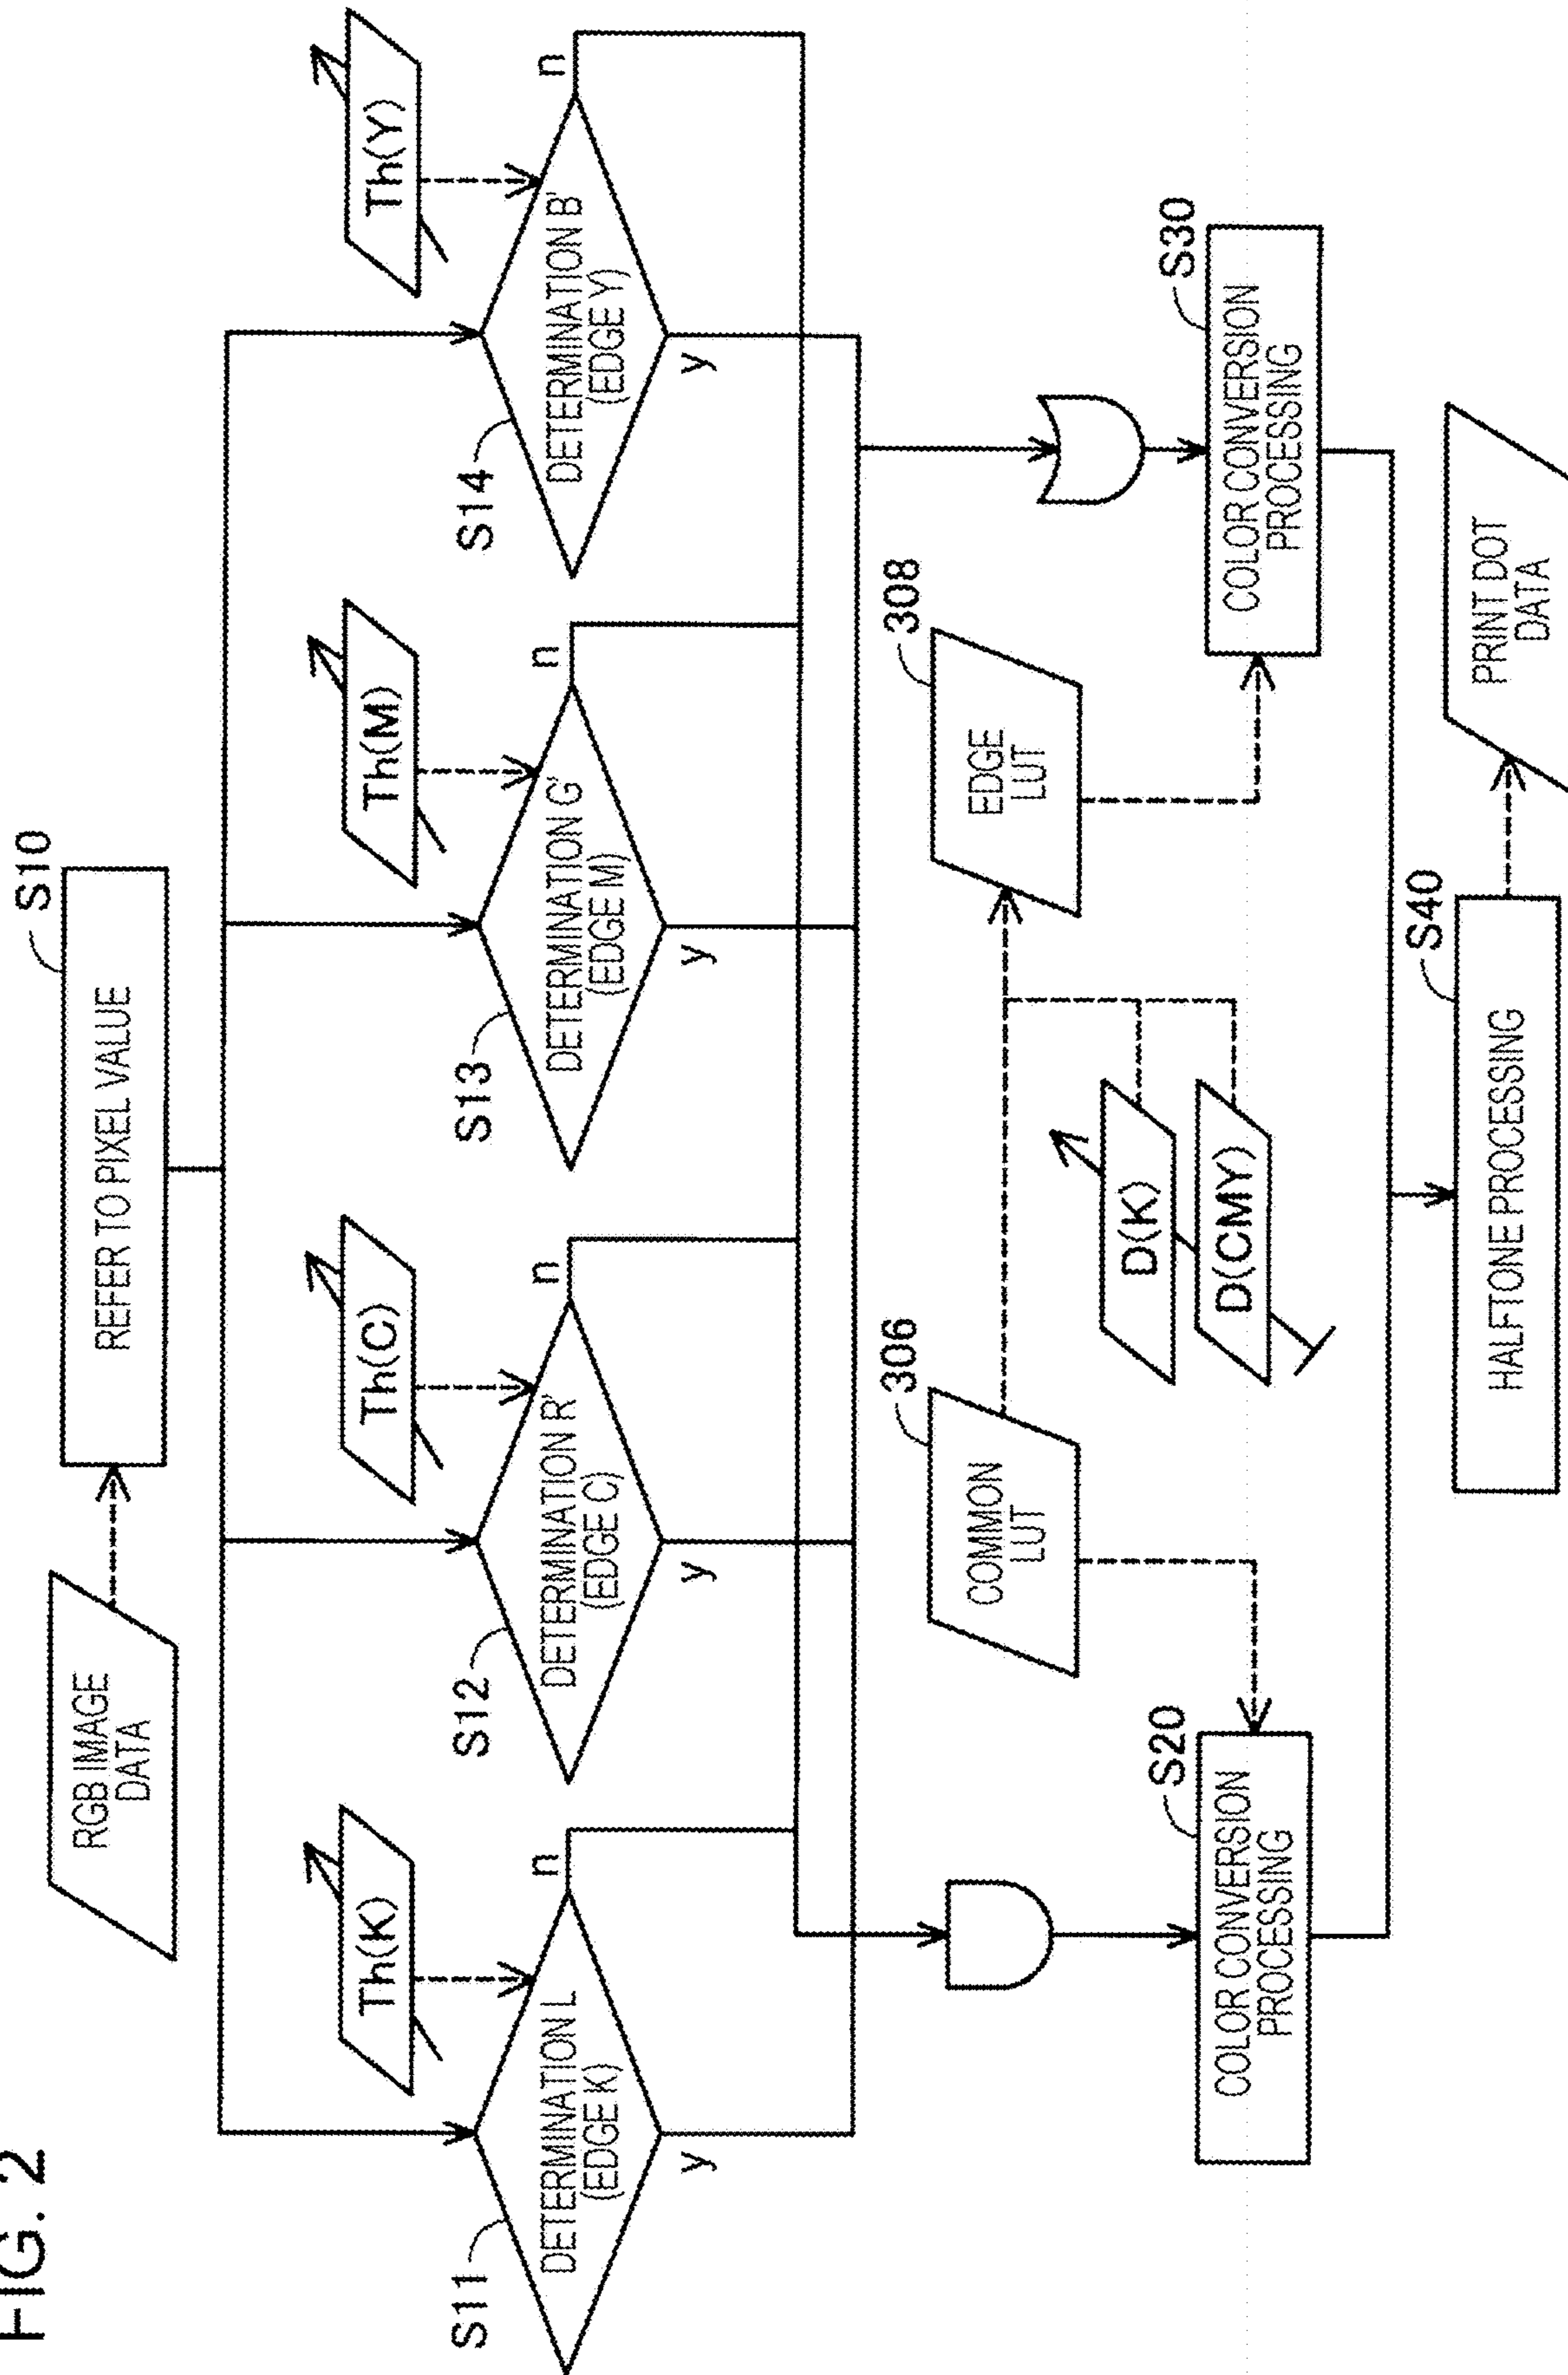 FIG. 2
RGB IMAGE
DATA
REFER TO PIXEL VALUE
S10
Th(K)
Th(C)
Th(M)
Th(Y)
S11
DETERMINATION L
(EDGE K)
n
y
S12
DETERMINATION R'
(EDGE C)
n
y
S13
DETERMINATION G'
(EDGE M)
n
y
S14
DETERMINATION B'
(EDGE Y)
n
y
306
COMMON
LUT
308
EDGE
LUT
D(K)
D(CMY)
S20
COLOR CONVERSION
PROCESSING
S30
COLOR CONVERSION
PROCESSING
S40
HALFTONE PROCESSING
PRINT DOT
DATA